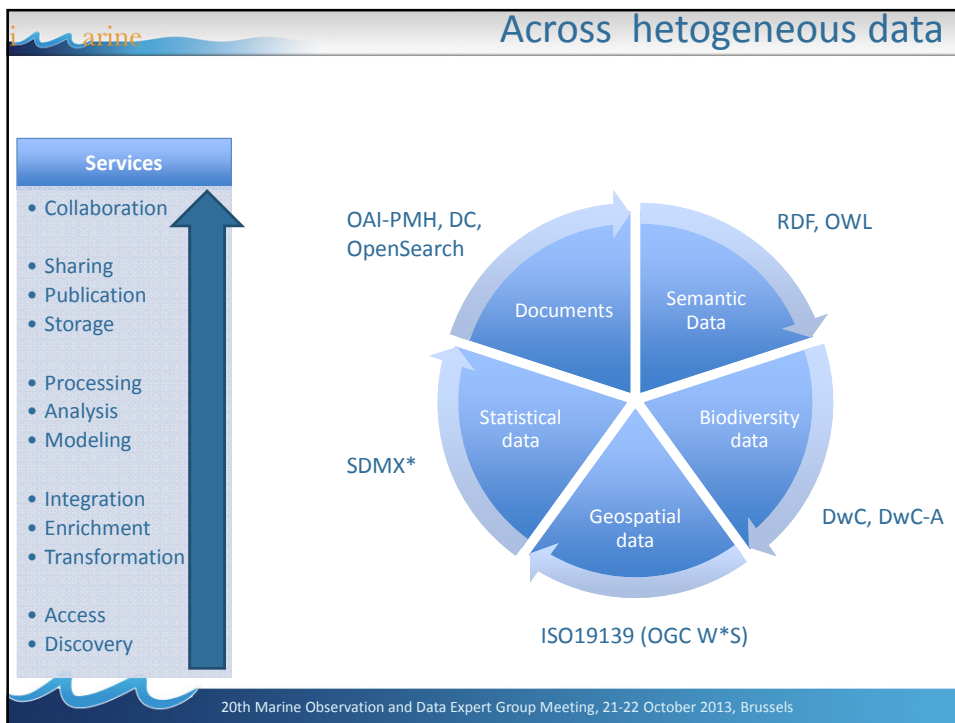 i marine
Across hetogeneous data
Services
• Collaboration
• Sharing
• Publication
• Storage
• Processing
• Analysis
• Modeling
• Integration
• Enrichment
• Transformation
• Access
• Discovery
OAI-PMH, DC,
OpenSearch
RDF, OWL
Documents
Semantic
Data
Statistical
data
Biodiversity
data
SDMX*
Geospatial
data
DwC, DwC-A
ISO19139 (OGC W*S)
20th Marine Observation and Data Expert Group Meeting, 21-22 October 2013, Brussels